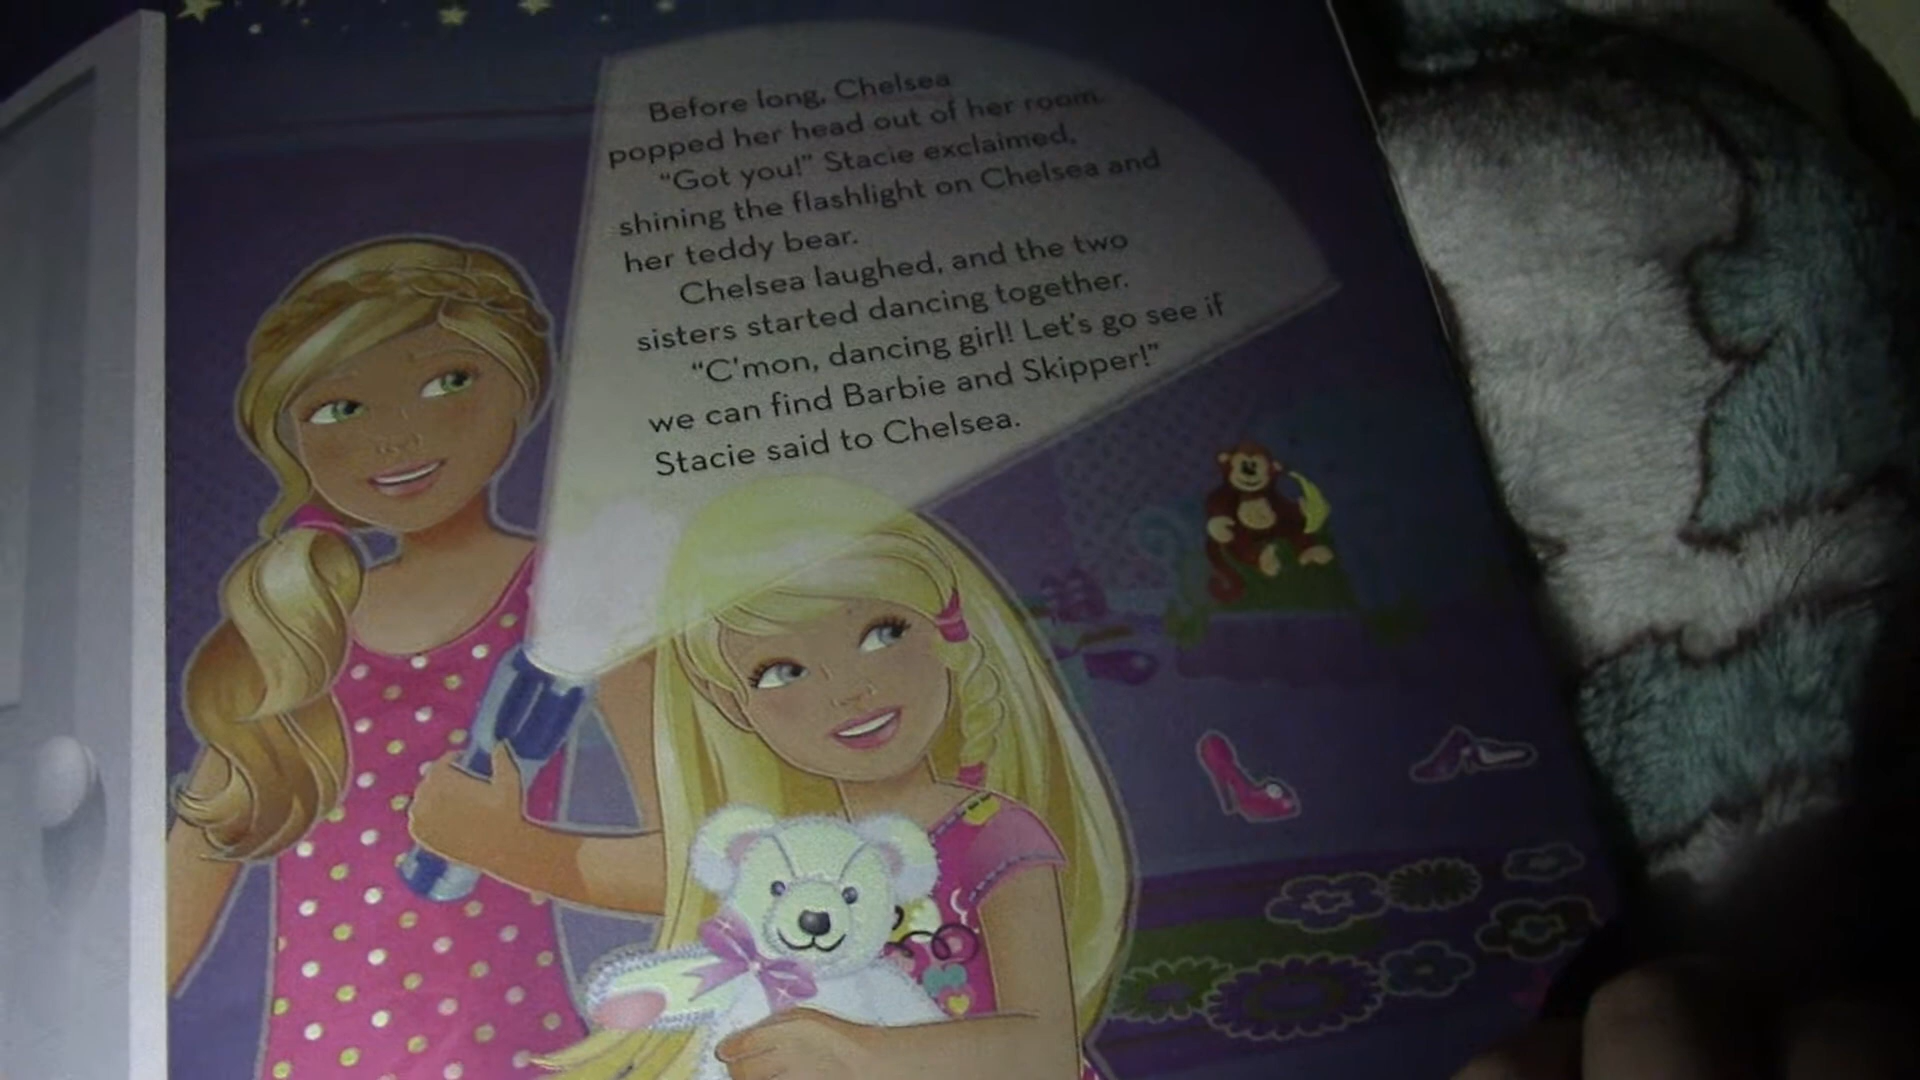 Before long, Chelsea
popped her head out of her room.
“Got you!” Stacie exclaimed,
shining the flashlight on Chelsea and
her teddy bear.
Chelsea laughed, and the two
sisters started dancing together.
“C'mon, dancing girl! Let's go see if
we can find Barbie and Skipper!”
Stacie said to Chelsea.